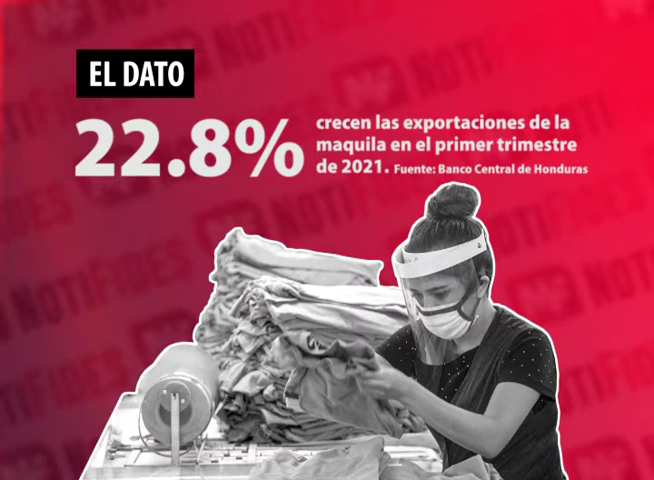 EL DATO
22.8%
crecen las exportaciones de la
maquila en el primer trimestre
de 2021. Fuente: Banco Central de Honduras
NOTIFIDES